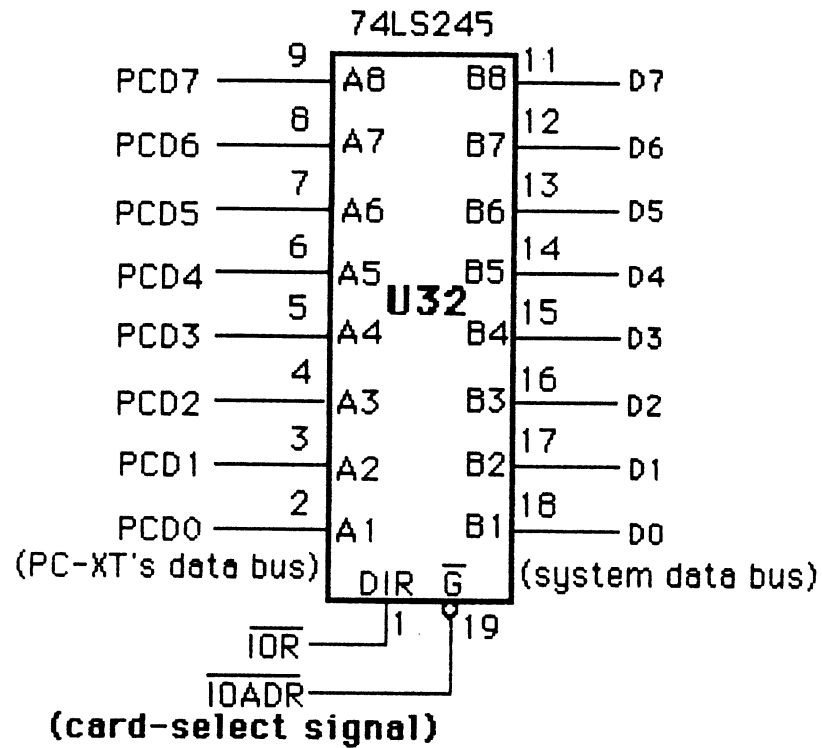 74LS245
PCD7 9 A8 B8 11 D7
PCD6 8 A7 B7 12 D6
PCD5 7 A6 B6 13 D5
PCD4 6 A5 B5 14 D4
U32
PCD3 5 A4 B4 15 D3
PCD2 4 A3 B3 16 D2
PCD1 3 A2 B2 17 D1
PCD0 2 A1 B1 18 D0
(PC-XT's data bus) DIR G̅ (system data bus)
1 19
I̅O̅R̅
I̅O̅A̅D̅R̅
(card-select signal)